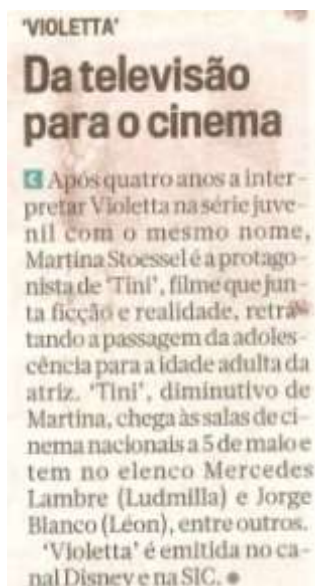 'VIOLETTA'
Da televisão
para o cinema
Após quatro anos a inter-
pretar Violetta na série juve-
nil com o mesmo nome,
Martina Stoessel é a protago-
nista de 'Tini', filme que jun-
ta ficção e realidade, retra-
tando a passagem da adoles-
cência para a idade adulta da
atriz. 'Tini', diminutivo de
Martina, chega às salas de ci-
nema nacionais a 5 de maio e
tem no elenco Mercedes
Lambre (Ludmilla) e Jorge
Blanco (Léon), entre outros.
'Violetta' é emitida no ca-
nal Disney e na SIC.